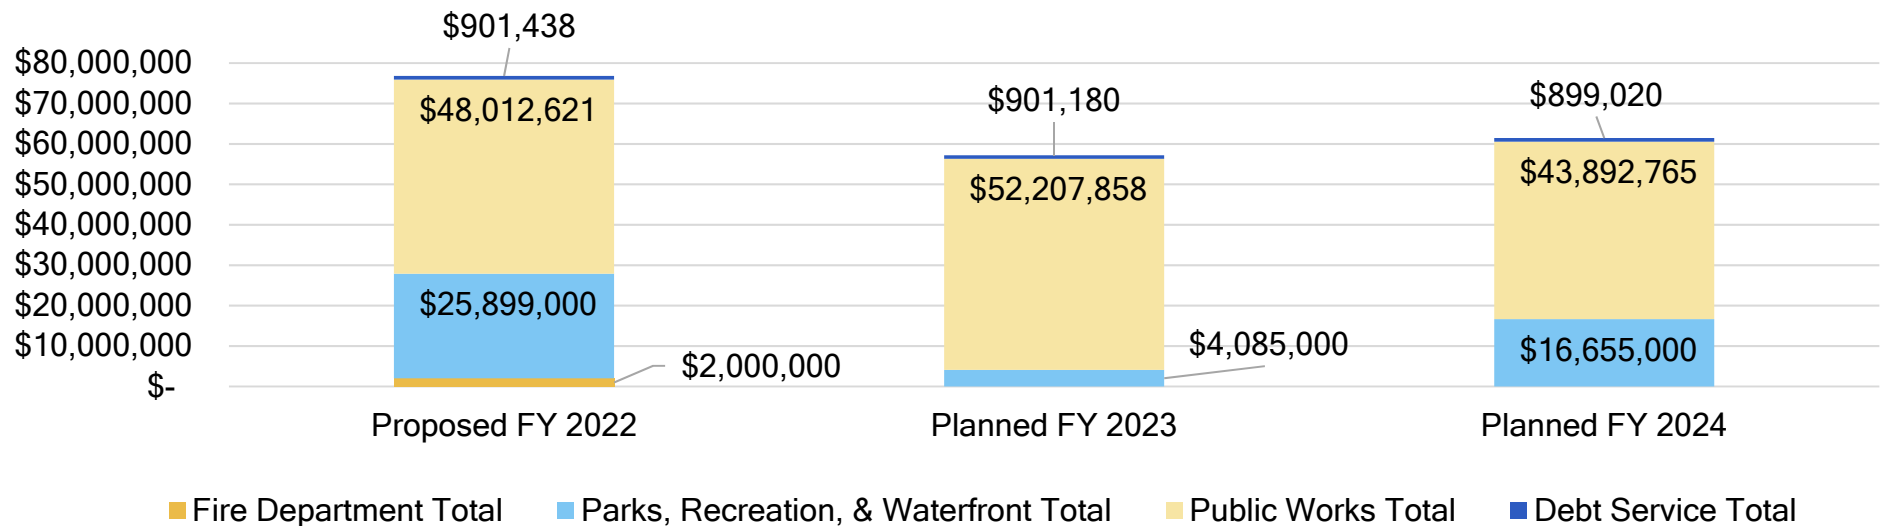 $901,438
$80,000,000
$70,000,000
$60,000,000
$50,000,000
$40,000,000
$30,000,000
$20,000,000
$10,000,000
$-
$48,012,621
$25,899,000
$2,000,000
$901,180
$52,207,858
$4,085,000
$899,020
$43,892,765
$16,655,000
Proposed FY 2022
Planned FY 2023
Planned FY 2024
Fire Department Total
Parks, Recreation, & Waterfront Total
Public Works Total
Debt Service Total